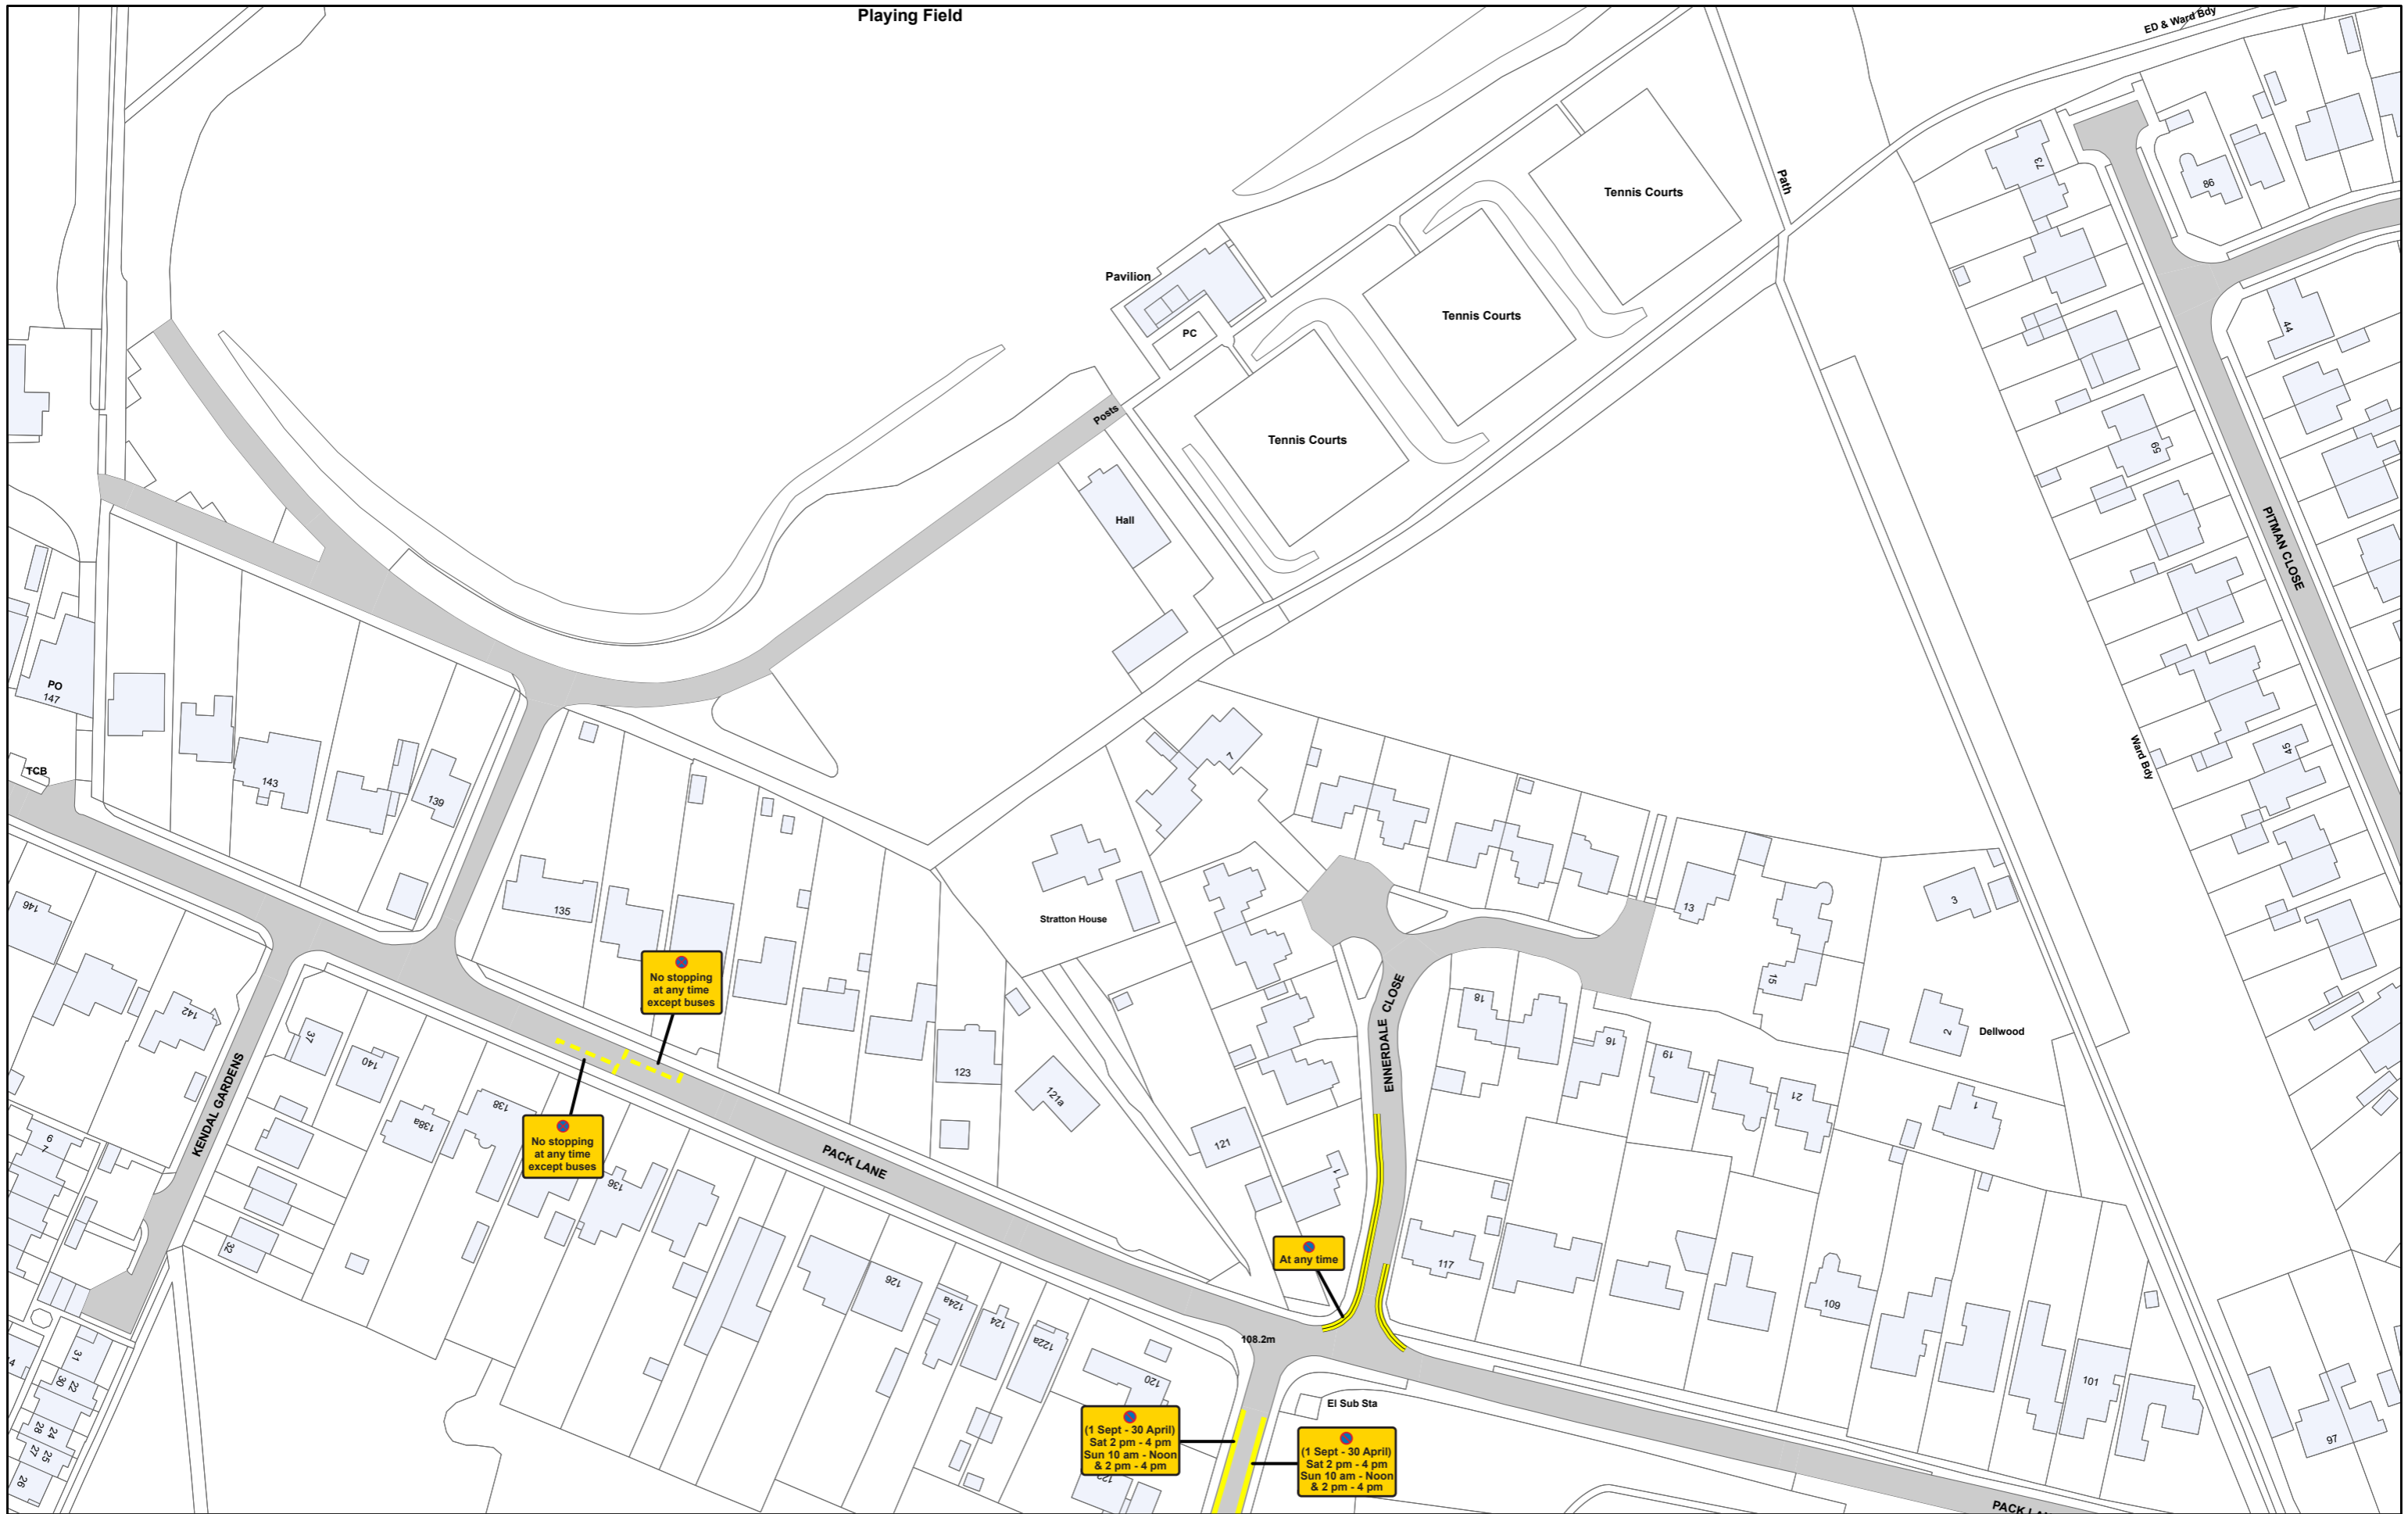 Playing Field
ED & Ward Bdy
Path
Tennis Courts
73
86
Pavilion
PC
Tennis Courts
44
Posts
Tennis Courts
59
Hall
PITMAN CLOSE
PO
147
TCB
143
139
7
Ward Bdy
45
146
135
Stratton House
13
3
15
No stopping
at any time
except buses
142
37
140
18
16
19
21
2
Dellwood
ENNERDALE CLOSE
KENDAL GARDENS
138a
138
123
121a
1
6
7
No stopping
at any time
except buses
136
PACK LANE
121
1
32
126
At any time
117
109
124a
124
122a
108.2m
120
31
30
22
28
24
27
25
26
El Sub Sta
101
97
(1 Sept - 30 April)
Sat 2 pm - 4 pm
Sun 10 am - Noon
& 2 pm - 4 pm
(1 Sept - 30 April)
Sat 2 pm - 4 pm
Sun 10 am - Noon
& 2 pm - 4 pm
PACK